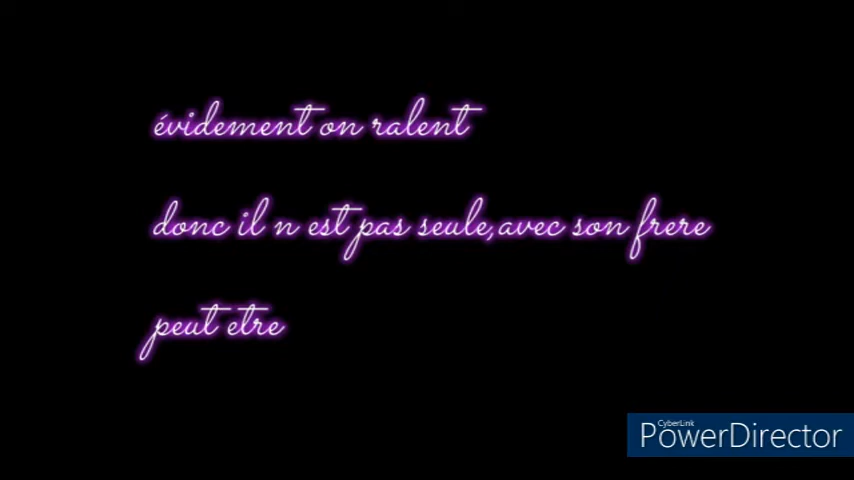 évidement on ralent
donc il n est pas seule,avec son frere
peut etre
CyberLink
PowerDirector